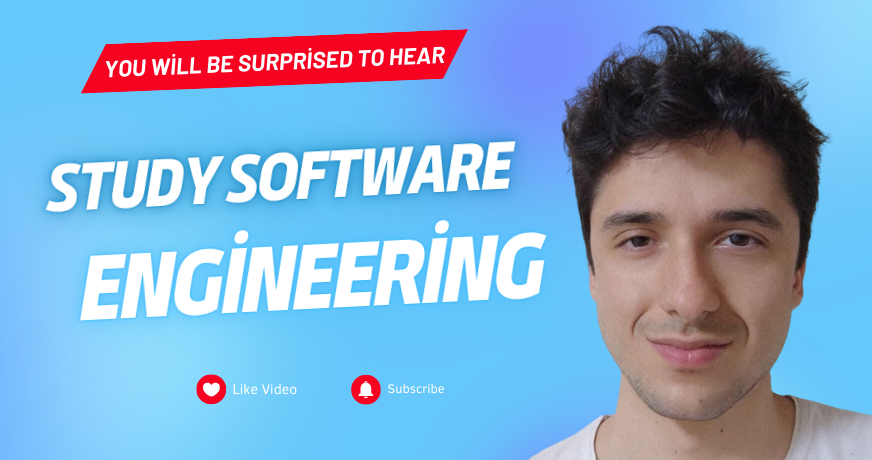 YOU WİLL BE SURPRİSED TO HEAR
STUDY SOFTWARE
ENGİNEERİNG
Like Video
Subscribe